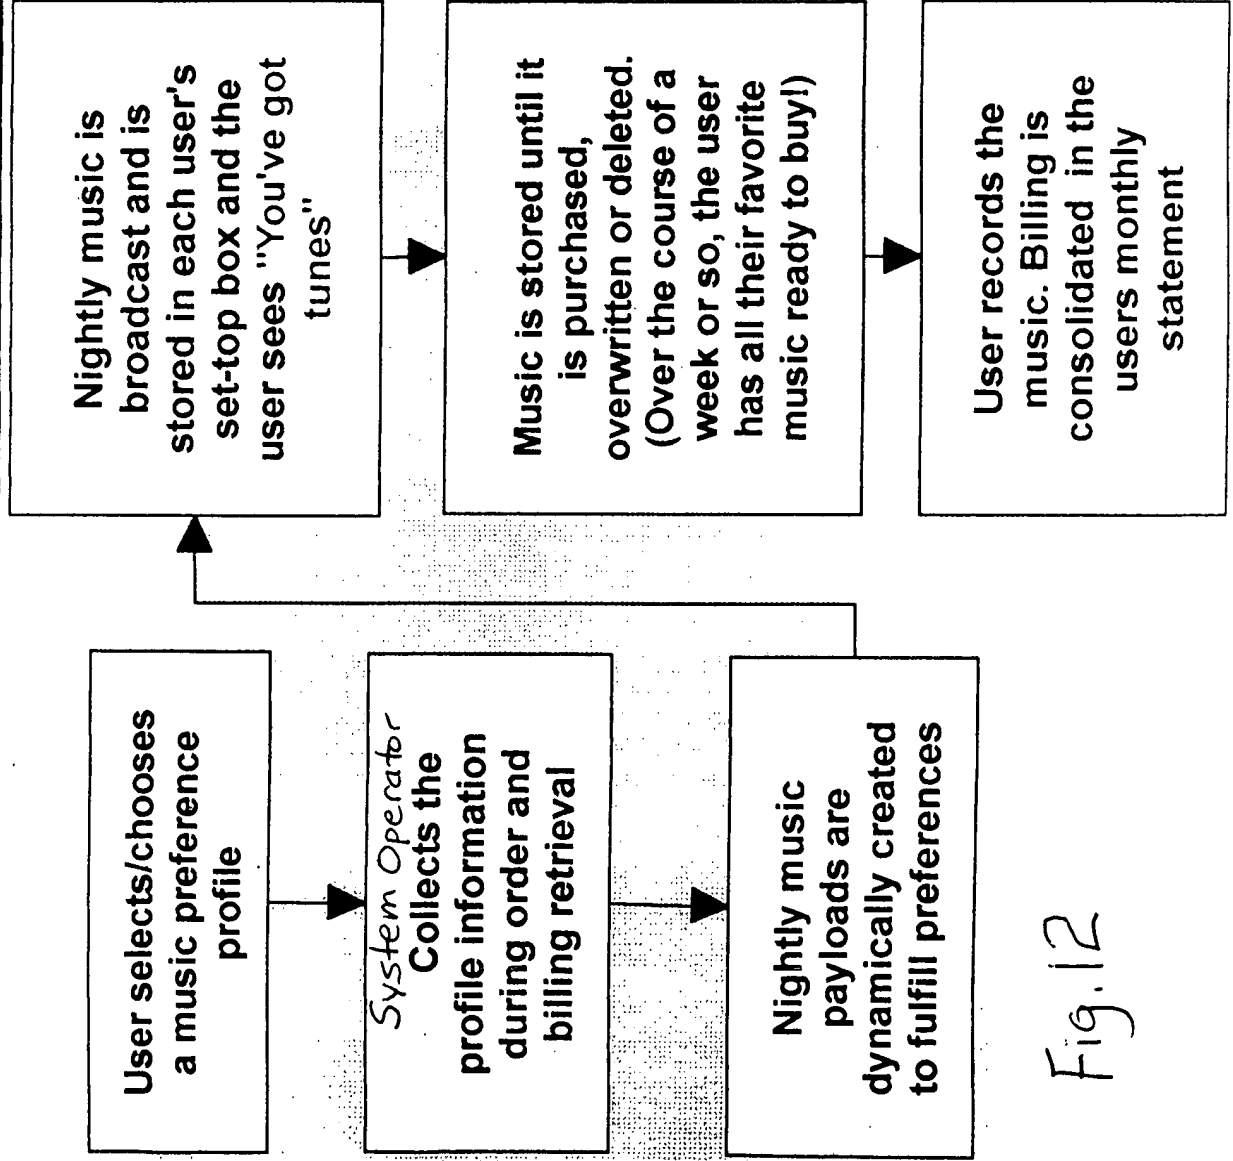 User selects/chooses
a music preference
profile
System Operator
Collects the
profile information
during order and
billing retrieval
Nightly music
payloads are
dynamically created
to fulfill preferences
Nightly music is
broadcast and is
stored in each user's
set-top box and the
user sees "You've got
tunes"
Music is stored until it
is purchased,
overwritten or deleted.
(Over the course of a
week or so, the user
has all their favorite
music ready to buy!)
User records the
music. Billing is
consolidated in the
users monthly
statement
Fig.12